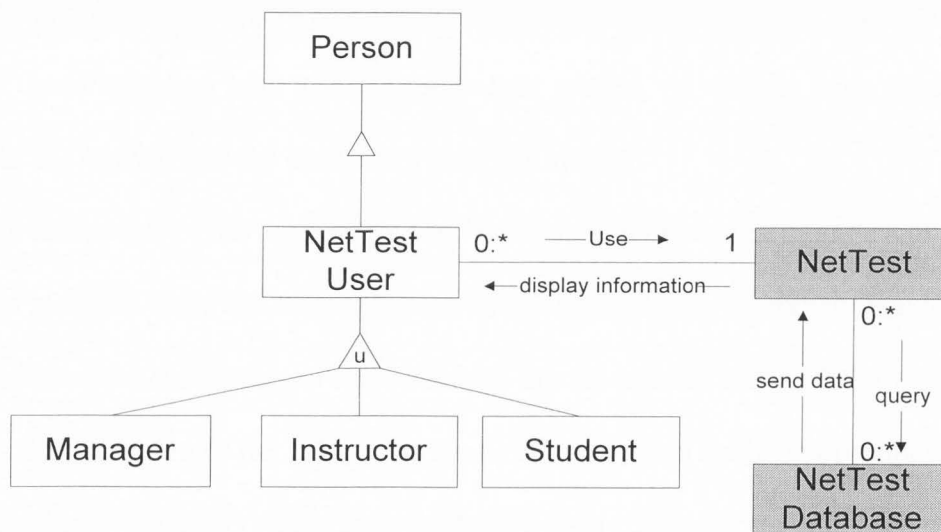 Person
NetTest
User
0:*
Use
1
display information
NetTest
0:*
send data
query
0:*
u
Manager
Instructor
Student
NetTest
Database